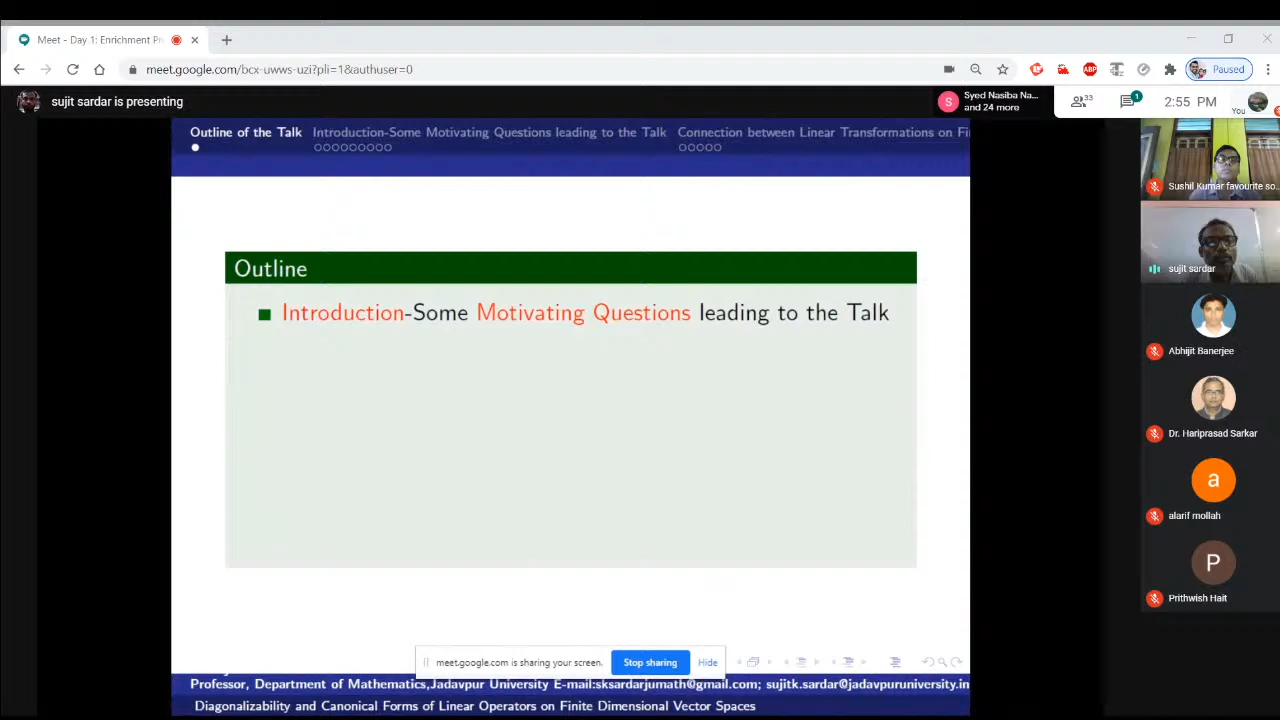 Meet - Day 1: Enrichment Pr
meet.google.com/bcx-uwws-uzi?pli=1&authuser=0
ABP
Paused
sujit sardar is presenting
S
Syed Nasiba Na...
and 24 more
33
1
2:55 PM
You
Outline of the Talk
Introduction-Some Motivating Questions leading to the Talk
Connection between Linear Transformations on Fi
Outline
Introduction-Some Motivating Questions leading to the Talk
Sushil Kumar favourite so...
sujit sardar
Abhijit Banerjee
Dr. Hariprasad Sarkar
a
alarif mollah
P
Prithwish Hait
meet.google.com is sharing your screen.
Stop sharing
Hide
Professor, Department of Mathematics,Jadavpur University E-mail:sksardarjumath@gmail.com; sujitk.sardar@jadavpuruniversity.in
Diagonalizability and Canonical Forms of Linear Operators on Finite Dimensional Vector Spaces